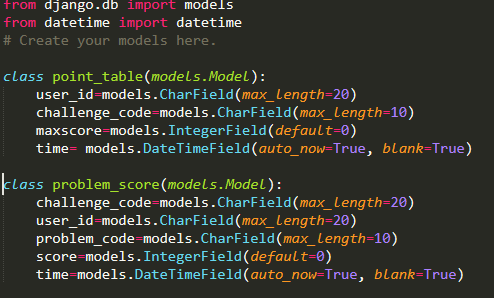 from django.db import models
from datetime import datetime
# Create your models here.
class point_table(models.Model):
    user_id=models.CharField(max_length=20)
    challenge_code=models.CharField(max_length=10)
    maxscore=models.IntegerField(default=0)
    time= models.DateTimeField(auto_now=True, blank=True)
class problem_score(models.Model):
    challenge_code=models.CharField(max_length=20)
    user_id=models.CharField(max_length=20)
    problem_code=models.CharField(max_length=10)
    score=models.IntegerField(default=0)
    time=models.DateTimeField(auto_now=True, blank=True)